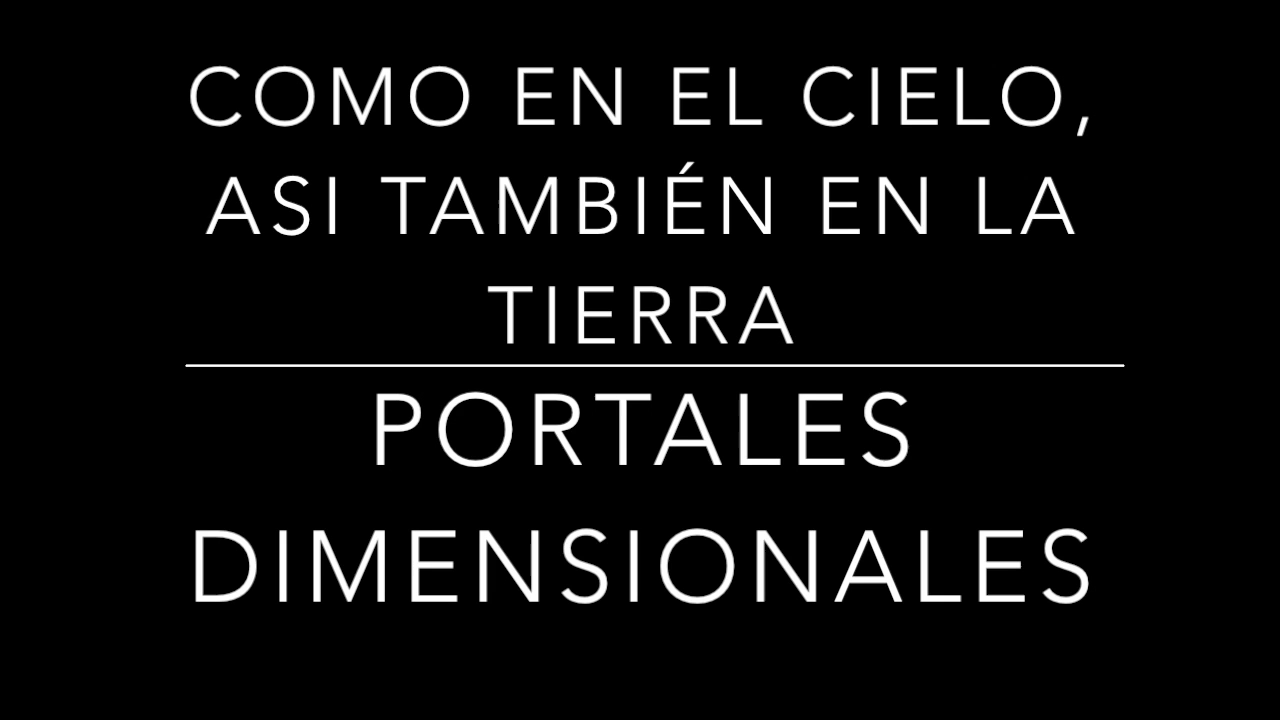 COMO EN EL CIELO,
ASI TAMBIÉN EN LA
TIERRA
PORTALES
DIMENSIONALES